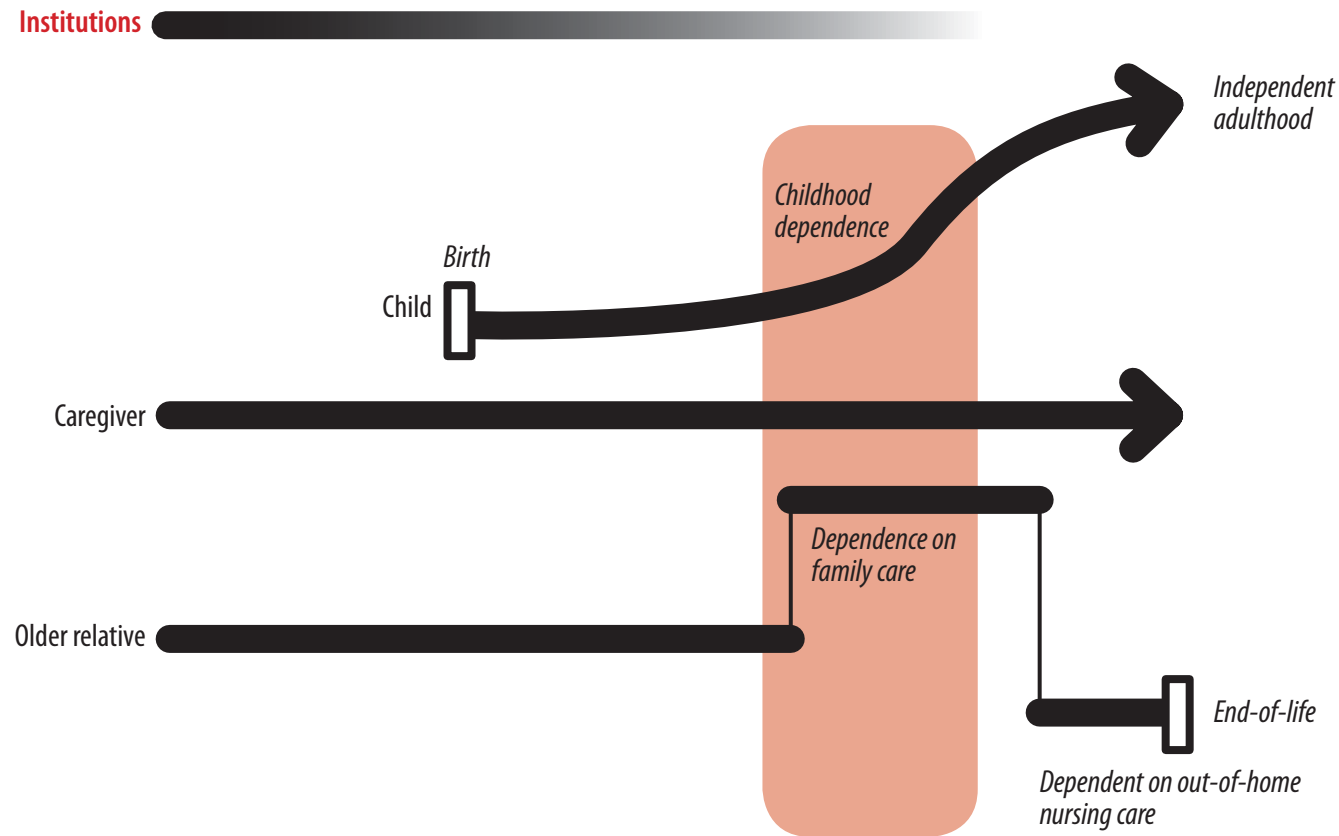 Institutions
Independent
adulthood
Childhood
dependence
Birth
Child
Caregiver
Dependence on
family care
Older relative
End-of-life
Dependent on out-of-home
nursing care